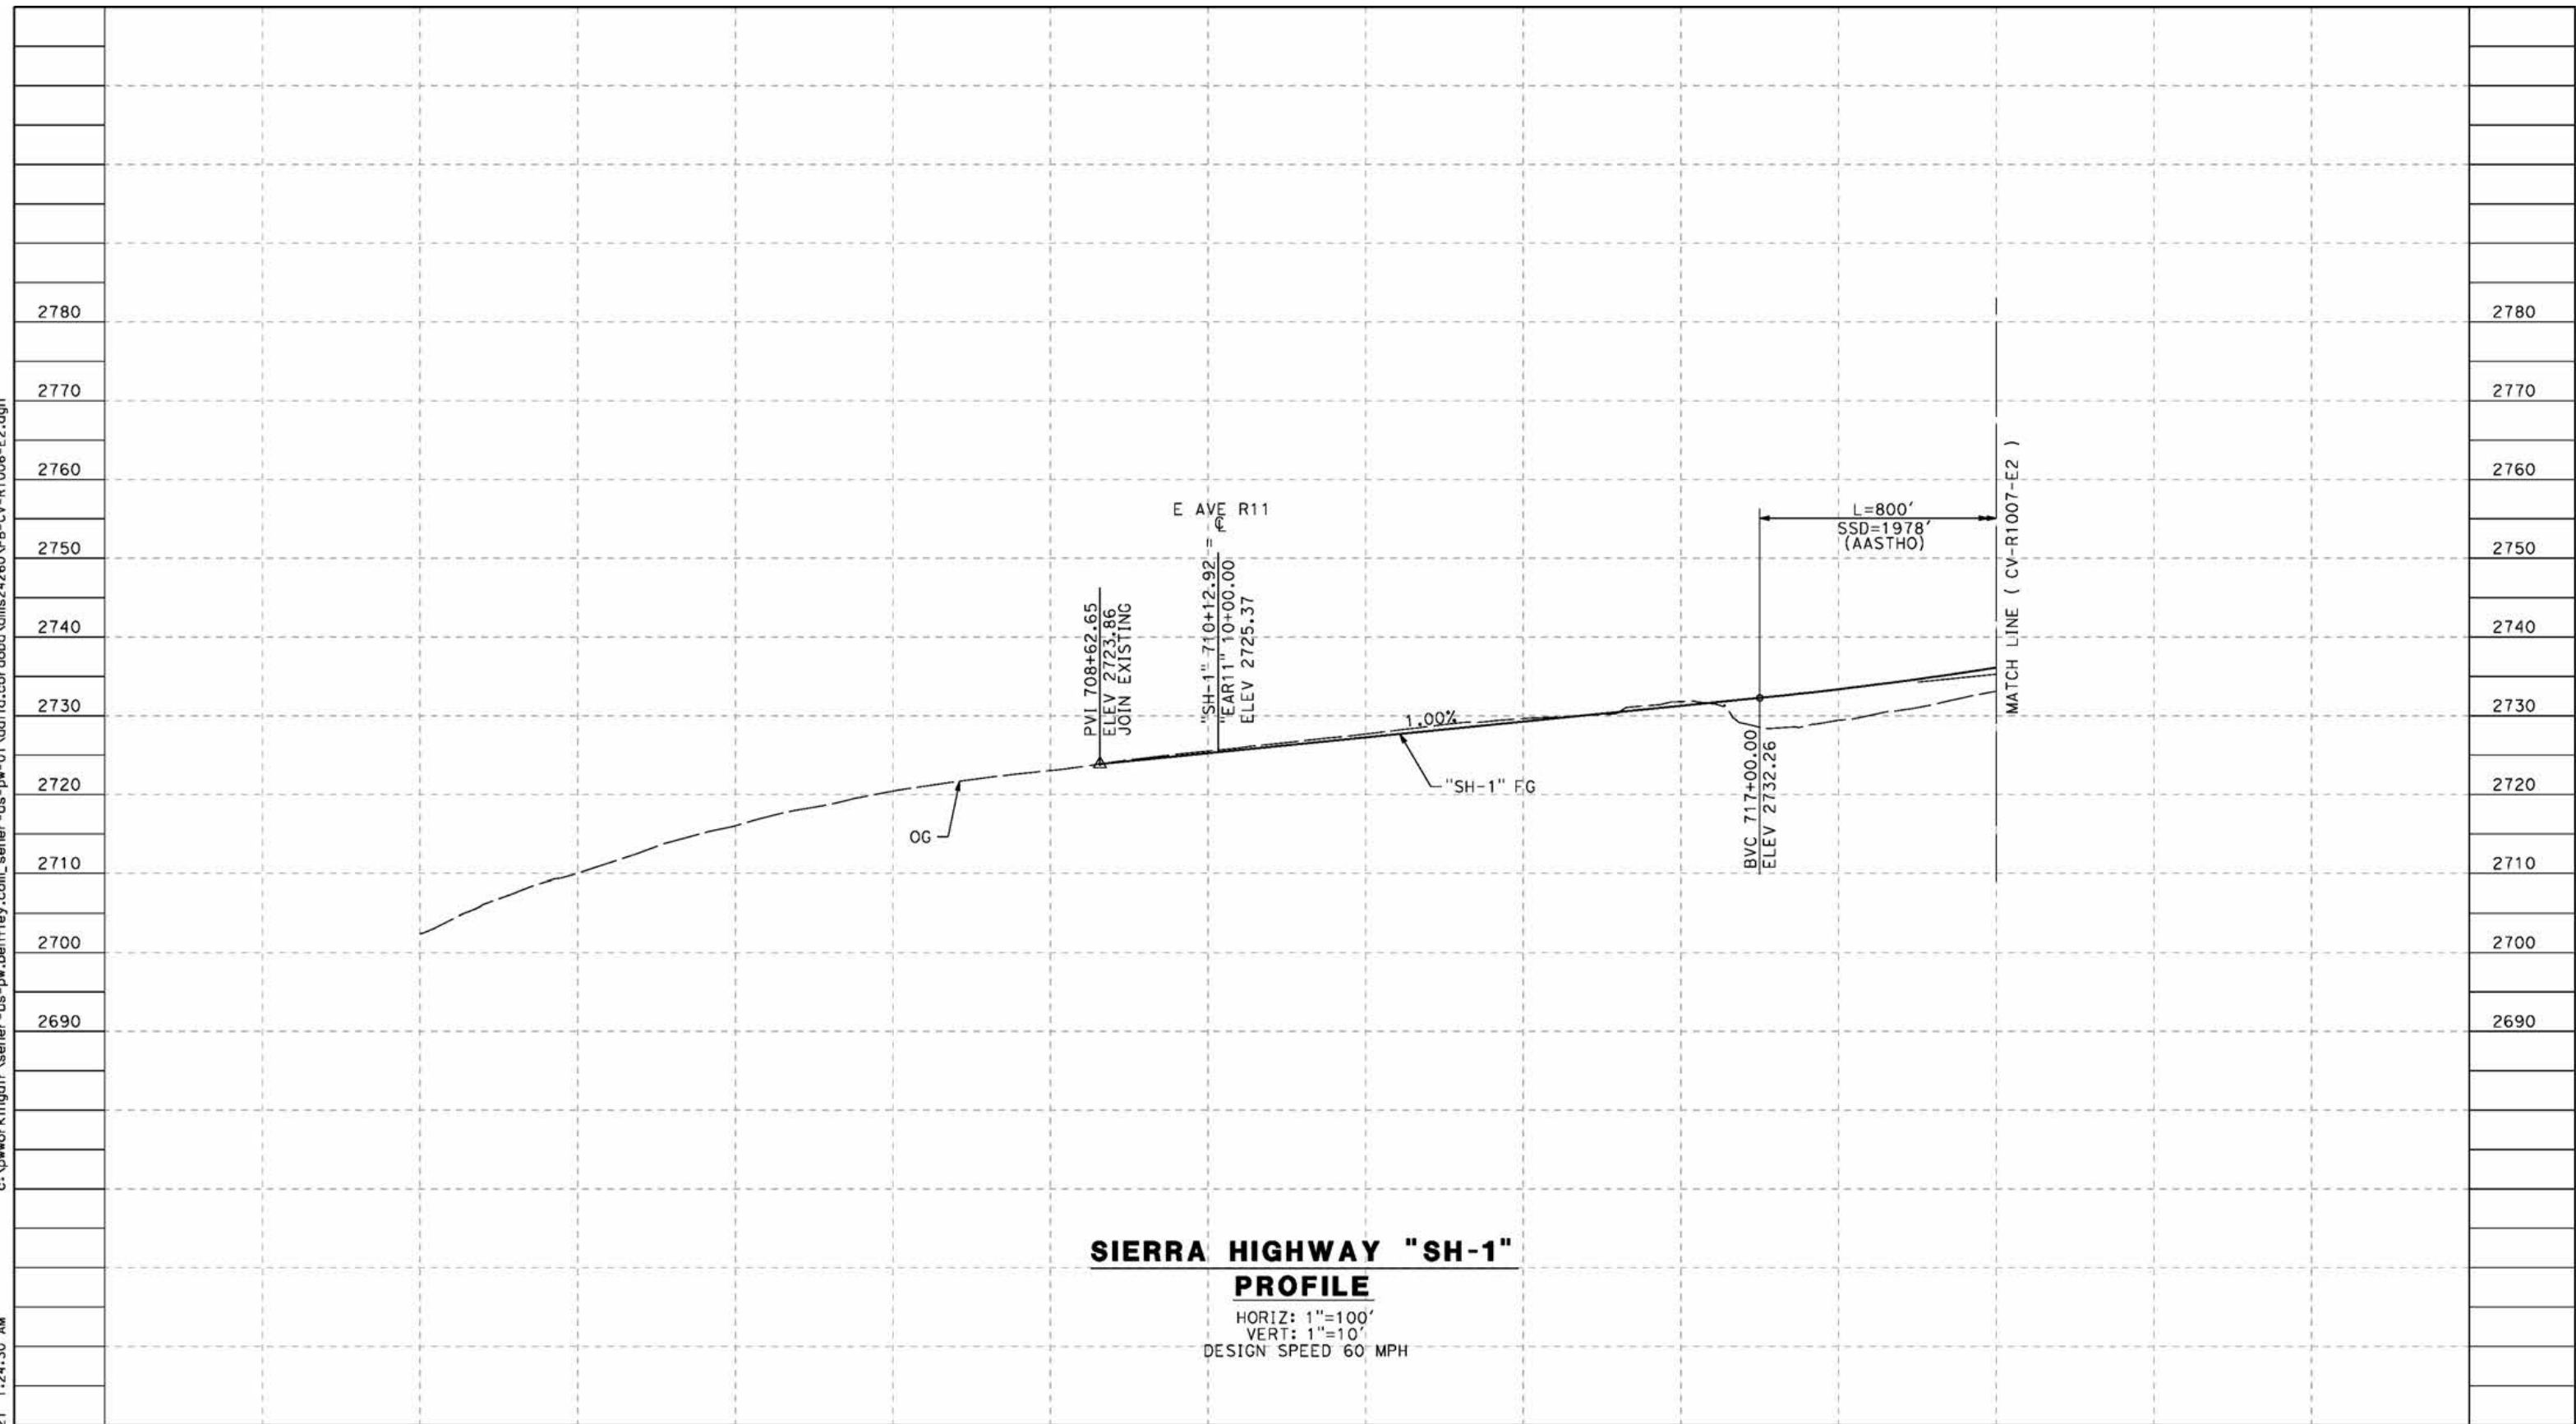 2780
2770
2760
2750
2740
2730
2720
2710
2700
2690
PVI 708+62.65
ELEV 2723.86
JOIN EXISTING
E AVE R11
℄
"SH-1" 710+12.92 =
"EAR11" 10+00.00
ELEV 2725.37
1.00%
"SH-1" FG
OG
BVC 717+00.00
ELEV 2732.26
L=800'
SSD=1978'
(AASTHO)
MATCH LINE ( CV-R1007-E2 )
2780
2770
2760
2750
2740
2730
2720
2710
2700
2690
SIERRA HIGHWAY "SH-1"
PROFILE
HORIZ: 1"=100'
VERT: 1"=10'
DESIGN SPEED 60 MPH